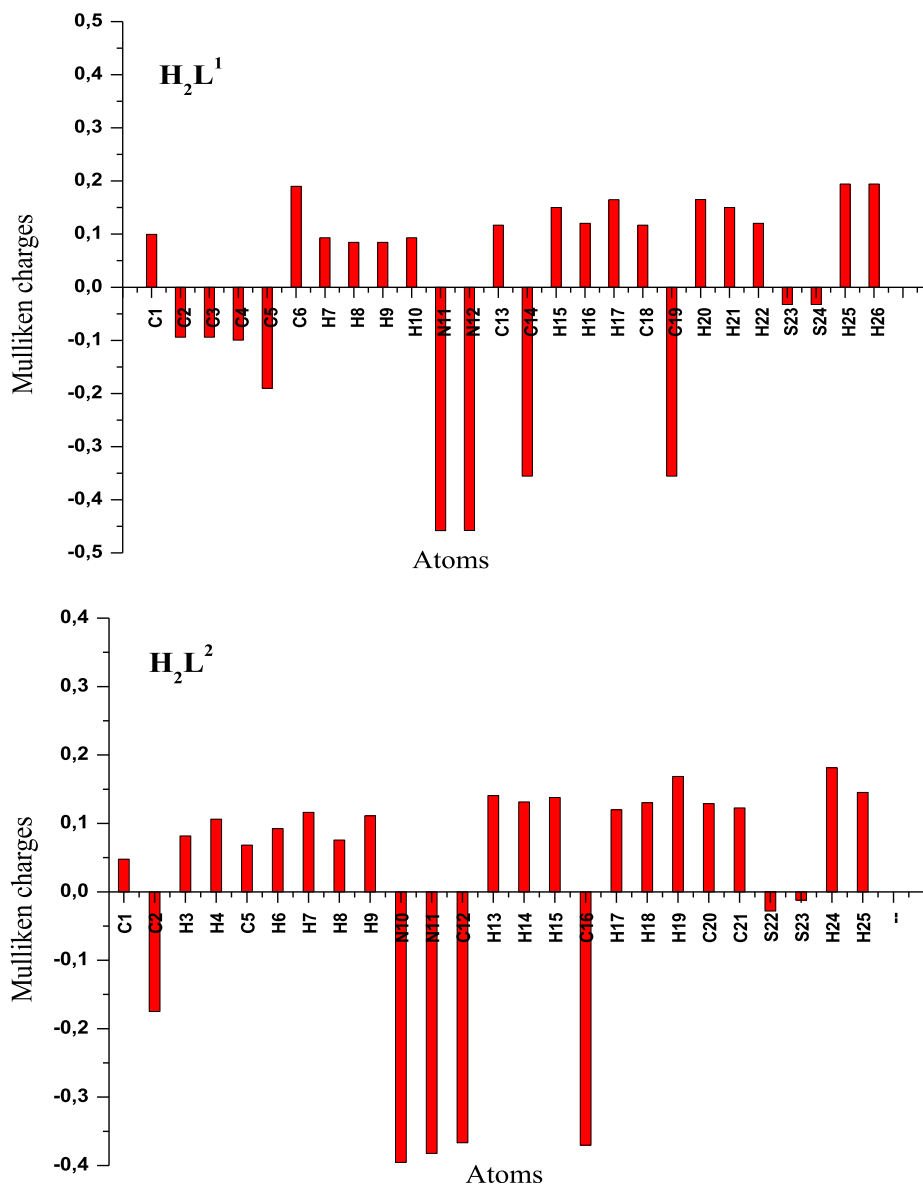 0,5
H₂L¹
0,4
0,3
0,2
0,1
0,0
-0,1
-0,2
-0,3
-0,4
-0,5
Mulliken charges
C1 C2 C3 C4 C5 C6 H7 H8 H9 H10 N11 N12 C13 C14 H15 H16 H17 C18 C19 H20 H21 H22 S23 S24 H25 H26
Atoms
0,4
H₂L²
0,3
0,2
0,1
0,0
-0,1
-0,2
-0,3
-0,4
Mulliken charges
C1 C2 H3 H4 C5 H6 H7 H8 H9 N10 N11 C12 H13 H14 H15 C16 H17 H18 H19 C20 C21 S22 S23 H24 H25 --
Atoms